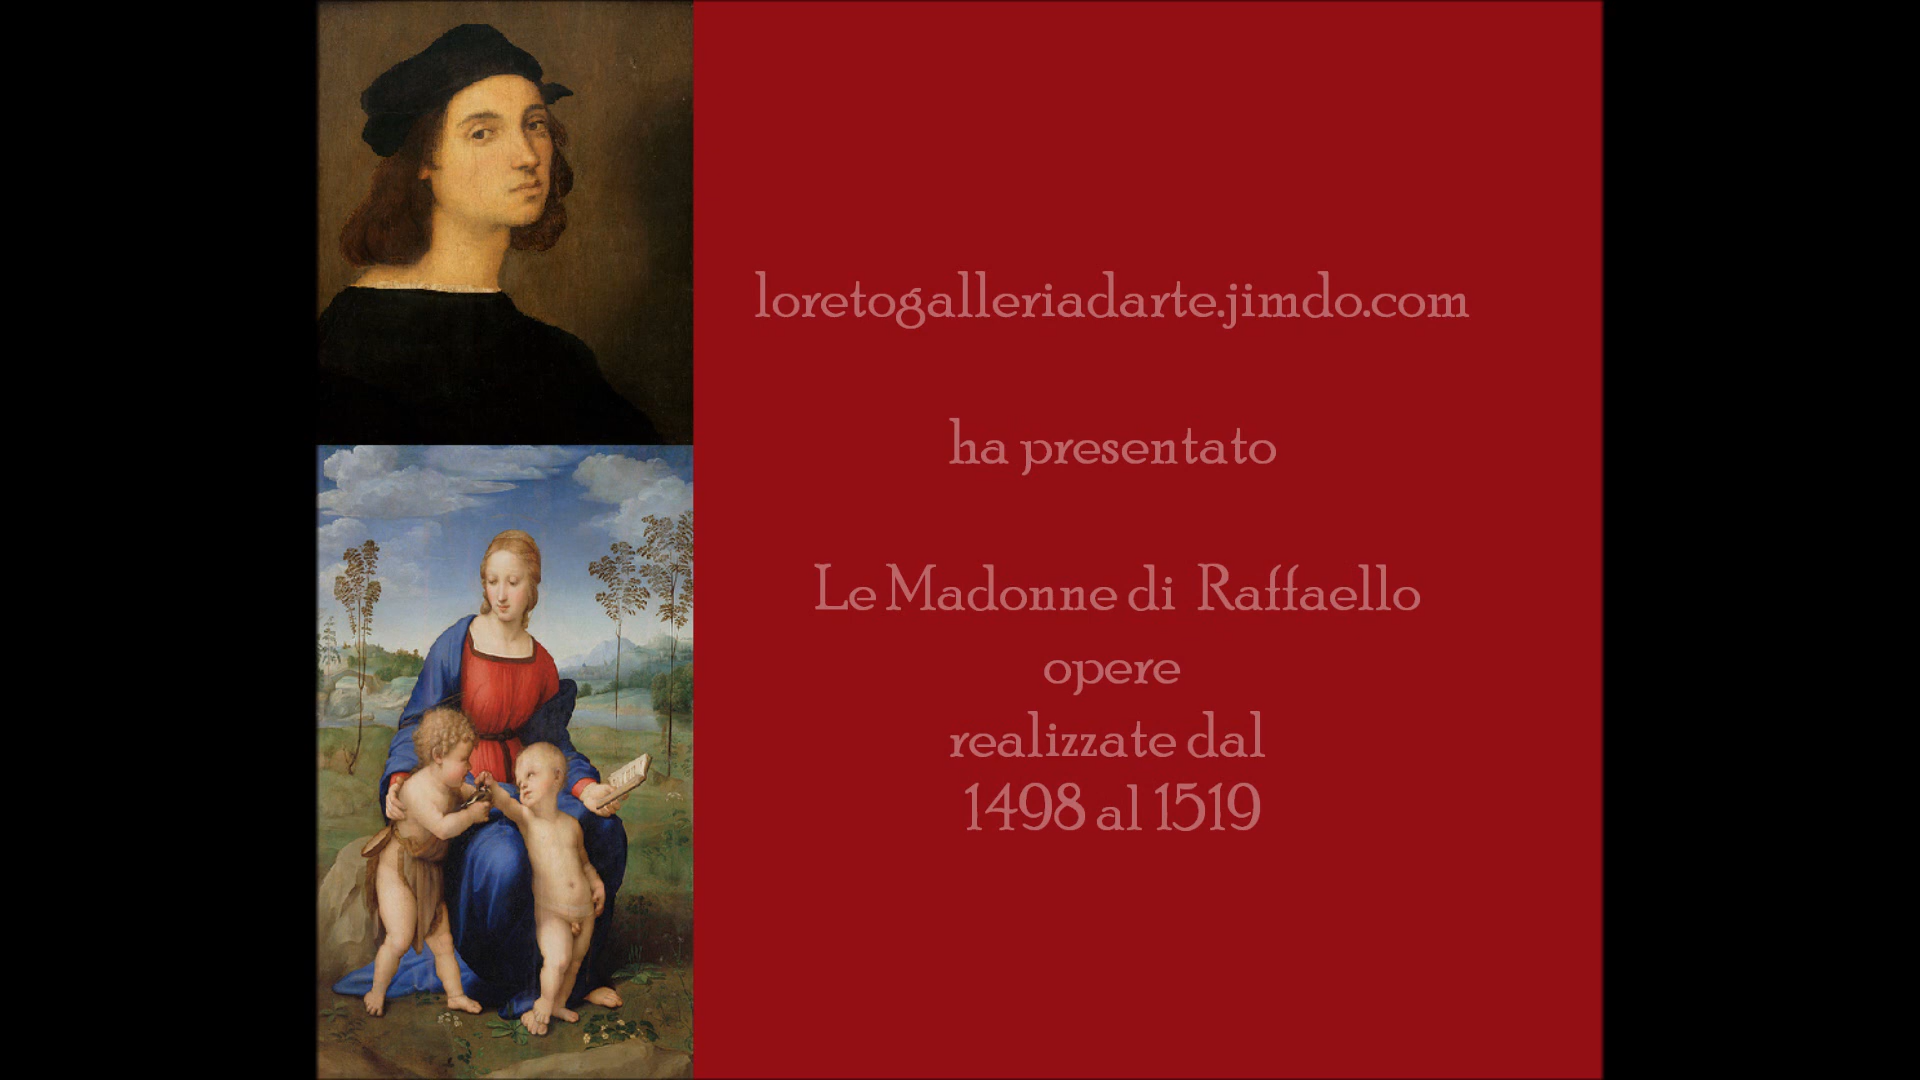 loretogalleriadarte.jimdo.com
ha presentato
Le Madonne di Raffaello
opere
realizzate dal
1498 al 1519